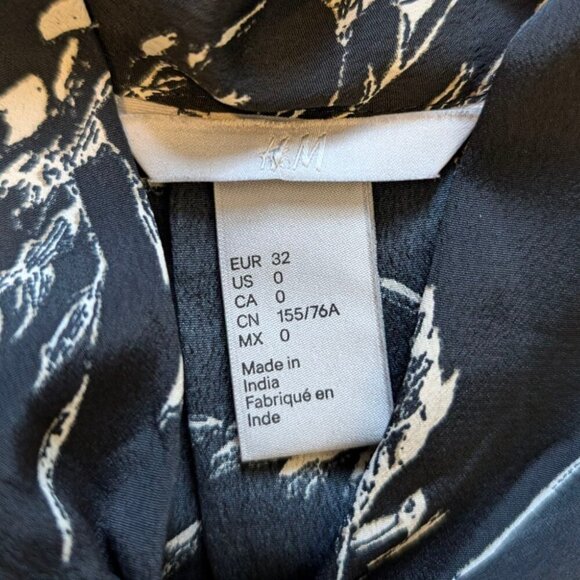 H&M
EUR 32
US 0
CA 0
CN 155/76A
MX 0
Made in
India
Fabriqué en
Inde